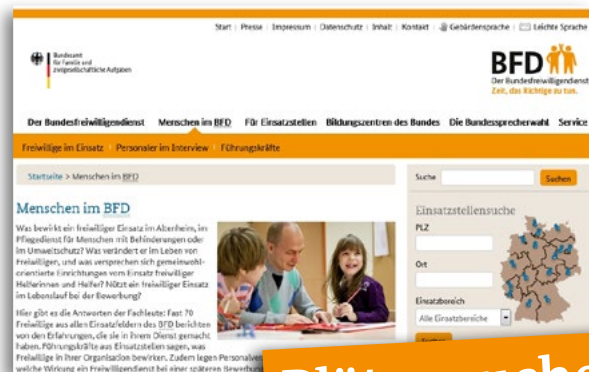 Start | Presse | Impressum | Datenschutz | Inhalt | Kontakt | Gebärdensprache | Leichte Sprache
Bundesamt
für Familie und
zivilgesellschaftliche Aufgaben
BFD
Der Bundesfreiwilligendienst
Zeit, das Richtige zu tun.
Der Bundesfreiwilligendienst Menschen im BFD Für Einsatzstellen Bildungszentren des Bundes Die Bundessprecherwahl Service
Freiwillige im Einsatz | Personaler im Interview | Führungskräfte
Startseite > Menschen im BFD
Suche
Suchen
Menschen im BFD
Was bewirkt ein freiwilliger Einsatz im Altenheim, im
Pflegedienst für Menschen mit Behinderungen oder
im Umweltschutz? Was verändert er im Leben von
Freiwilligen, und was versprechen sich gemeinwohl-
orientierte Einrichtungen vom Einsatz freiwilliger
Helferinnen und Helfer? Nützt ein freiwilliger Einsatz
im Lebenslauf bei der Bewerbung?
Hier gibt es die Antworten der Fachleute: Fast 70
Freiwillige aus allen Einsatzfeldern des BFD berichten
von den Erfahrungen, die sie in ihrem Dienst gemacht
haben. Führungskräfte aus Einsatzstellen sagen, was
Freiwillige in ihrer Organisation bewirken. Zudem legen
welche Wirkung ein Freiwilligendienst bei einer späteren
Einsatzstellensuche
PLZ
Ort
Einsatzbereich
Alle Einsatzbereiche